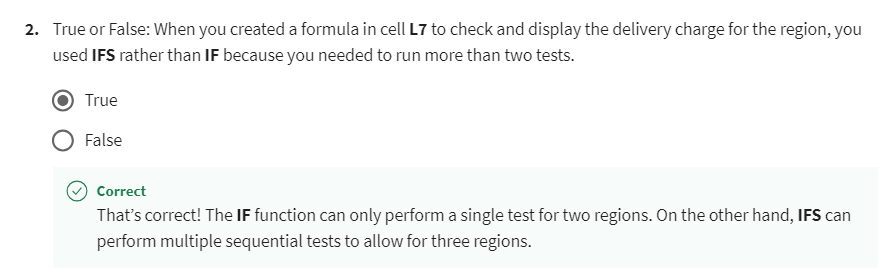 2. True or False: When you created a formula in cell L7 to check and display the delivery charge for the region, you
used IFS rather than IF because you needed to run more than two tests.
True
False
Correct
That’s correct! The IF function can only perform a single test for two regions. On the other hand, IFS can
perform multiple sequential tests to allow for three regions.